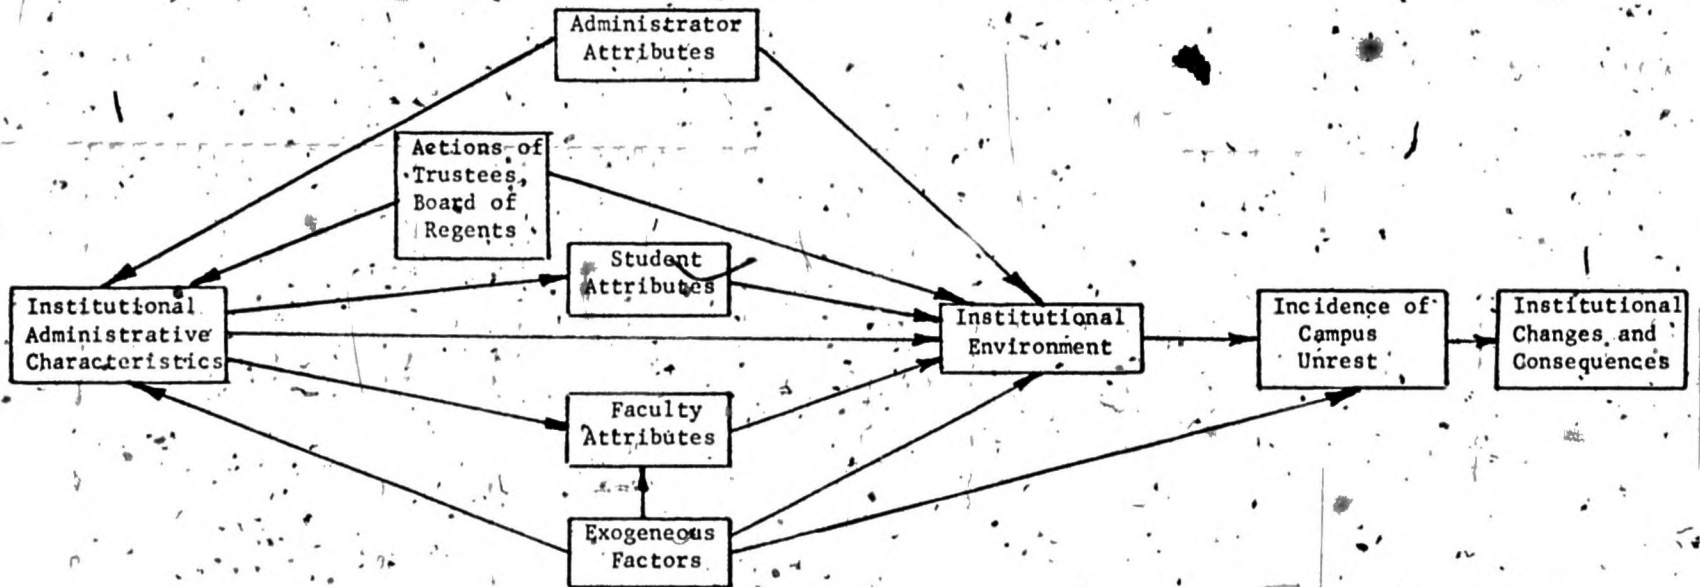 Administrator
Attributes
Actions of
Trustees,
Board of
Regents
Student
Attributes
Institutional
Administrative
Characteristics
Institutional
Environment
Incidence of
Campus
Unrest
Institutional
Changes and
Consequences
Faculty
Attributes
Exogeneous
Factors